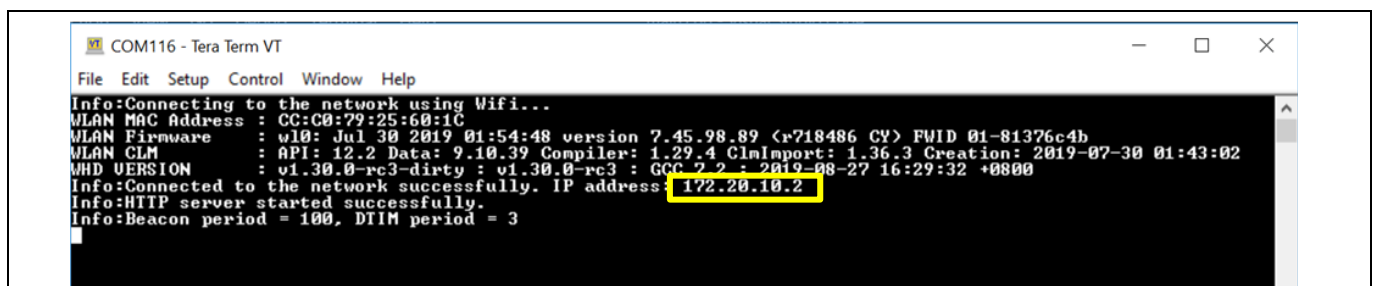 COM116 - Tera Term VT
File Edit Setup Control Window Help
Info:Connecting to the network using Wifi...
WLAN MAC Address : CC:C0:79:25:60:1C
WLAN Firmware : wl0: Jul 30 2019 01:54:48 version 7.45.98.89 (r718486 CY) FWID 01-81376c4b
WLAN CLM : API: 12.2 Data: 9.10.39 Compiler: 1.29.4 ClmImport: 1.36.3 Creation: 2019-07-30 01:43:02
WHD VERSION : v1.30.0-rc3-dirty : v1.30.0-rc3 : GCC 7.2 : 2019-08-27 16:29:32 +0800
Info:Connected to the network successfully. IP address: 172.20.10.2
Info:HTTP server started successfully.
Info:Beacon period = 100, DTIM period = 3